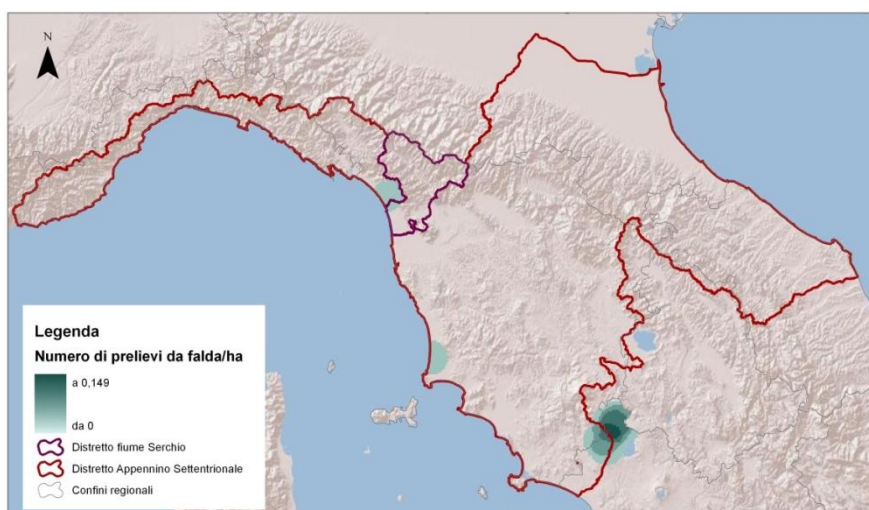 N
Legenda
Numero di prelievi da falda/ha
a 0,149
da 0
Distretto fiume Serchio
Distretto Appennino Settentrionale
Confini regionali